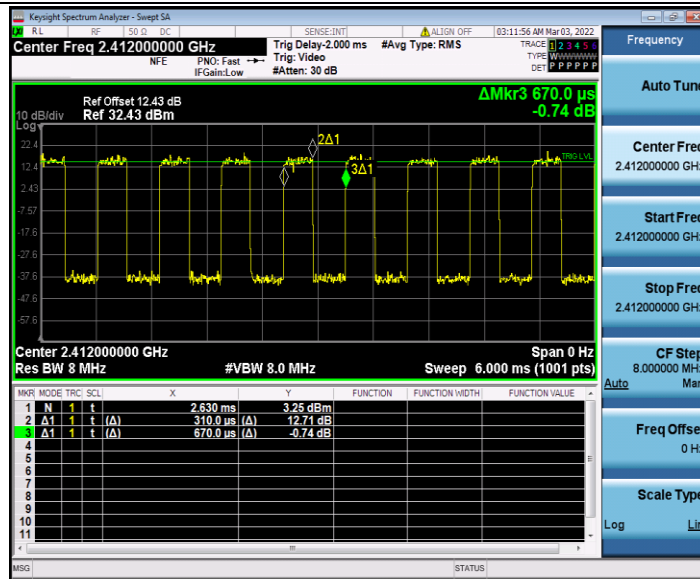 Keysight Spectrum Analyzer - Swept SA
RL RF 50 Ω DC SENSE:INT ALIGN OFF 03:11:56 AM Mar 03, 2022
Center Freq 2.412000000 GHz
NFE
PNO: Fast
IFGain:Low
Trig Delay-2.000 ms
Trig: Video
#Atten: 30 dB
#Avg Type: RMS
TRACE 1 2 3 4 5 6
TYPE WWWWWW
DET P P P P P P
Frequency
Auto Tune
Center Freq
2.412000000 GHz
Start Freq
2.412000000 GHz
Stop Freq
2.412000000 GHz
CF Step
8.000000 MHz
Auto Man
Freq Offset
0 Hz
Scale Type
Log Lin
ΔMkr3 670.0 µs
-0.74 dB
Ref Offset 12.43 dB
10 dB/div Ref 32.43 dBm
Log
22.4
12.4
2.43
-7.57
-17.6
-27.6
-37.6
-47.6
2Δ1
1
3Δ1
TRIG LVL
Center 2.412000000 GHz Span 0 Hz
Res BW 8 MHz #VBW 8.0 MHz Sweep 6.000 ms (1001 pts)
MKR MODE TRC SCL X Y FUNCTION FUNCTION WIDTH FUNCTION VALUE
1 N 1 t 2.630 ms 3.25 dBm
2 Δ1 1 t (Δ) 310.0 µs (Δ) 12.71 dB
3 Δ1 1 t (Δ) 670.0 µs (Δ) -0.74 dB
4
5
6
7
8
9
10
11
MSG STATUS